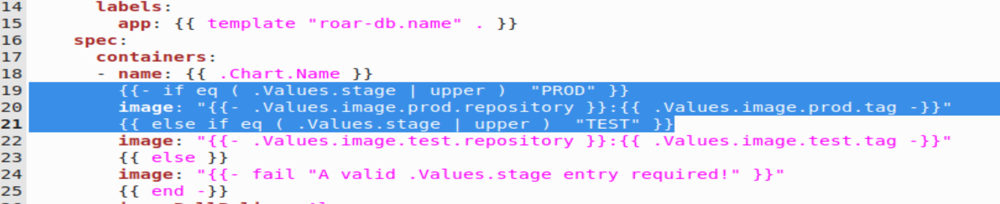 14 labels:
15 app: {{ template "roar-db.name" . }}
16 spec:
17 containers:
18 - name: {{ .Chart.Name }}
19 {{- if eq ( .Values.stage | upper )  "PROD" }}
20 image: "{{- .Values.image.prod.repository }}:{{ .Values.image.prod.tag -}}"
21 {{ else if eq ( .Values.stage | upper )  "TEST" }}
22 image: "{{- .Values.image.test.repository }}:{{ .Values.image.test.tag -}}"
23 {{ else }}
24 image: "{{- fail "A valid .Values.stage entry required!" }}"
25 {{ end -}}